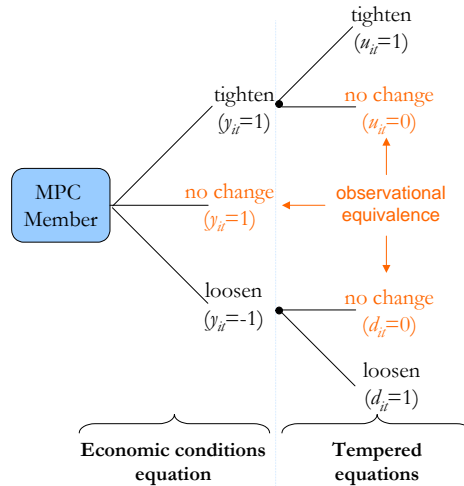 tighten
(u_it=1)
tighten
(y_it=1)
no change
(u_it=0)
MPC
Member
no change
(y_it=1)
observational
equivalence
loosen
(y_it=-1)
no change
(d_it=0)
loosen
(d_it=1)
Economic conditions
equation
Tempered
equations